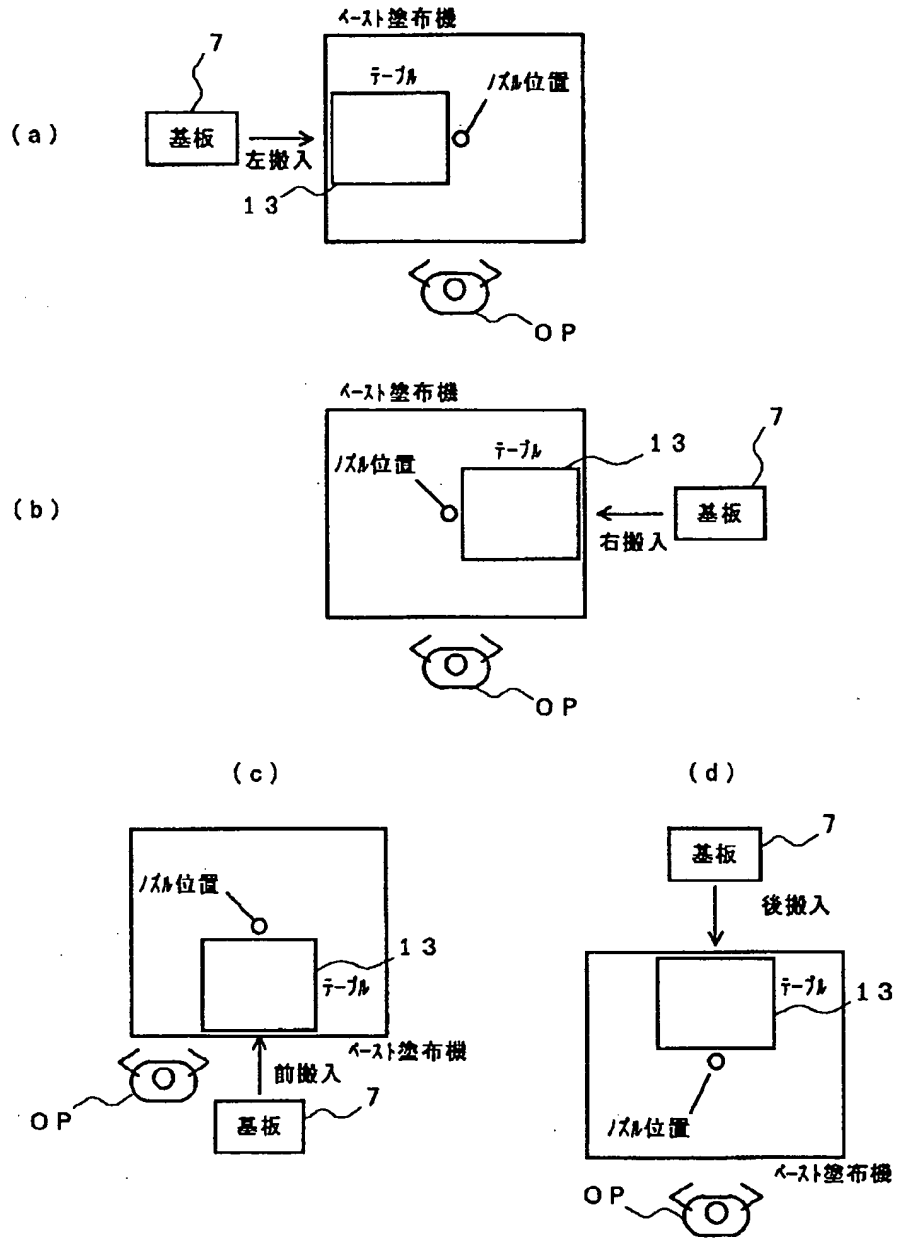 ペースト塗布機
7
テーブル
ノズル位置
(a)
基板
左搬入
13
OP
ペースト塗布機
7
テーブル
13
ノズル位置
(b)
基板
右搬入
OP
(c)
ノズル位置
13
テーブル
ペースト塗布機
前搬入
OP
基板
7
(d)
7
基板
後搬入
テーブル
13
ノズル位置
ペースト塗布機
OP